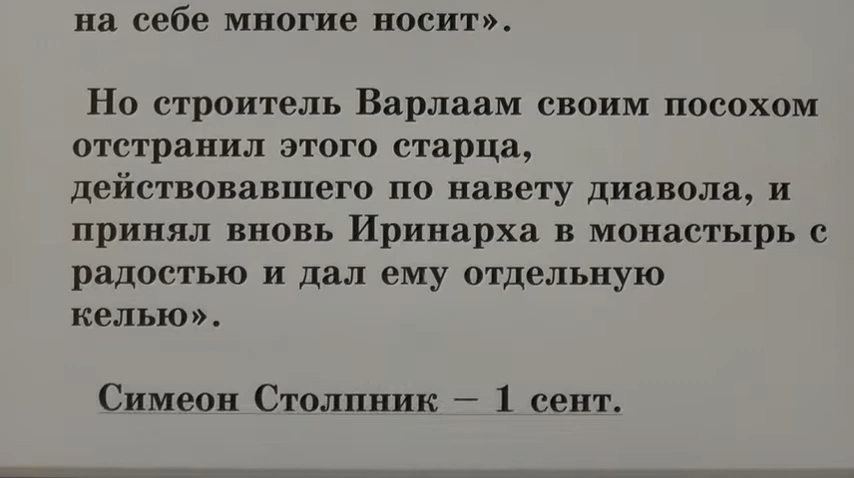 на себе многие носит».
Но строитель Варлаам своим посохом
отстранил этого старца,
действовавшего по навету диавола, и
принял вновь Иринарха в монастырь с
радостью и дал ему отдельную
келью».
Симеон Столпник – 1 сент.